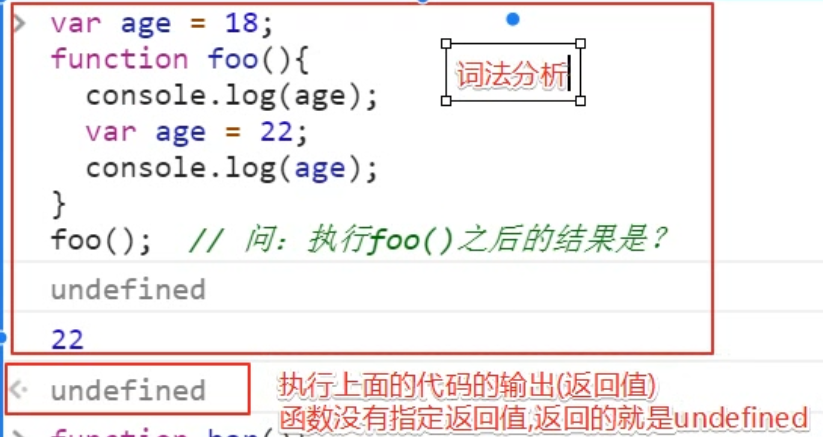 var age = 18;
function foo(){
词法分析
console.log(age);
var age = 22;
console.log(age);
}
foo(); // 问：执行foo()之后的结果是？
undefined
22
undefined
执行上面的代码的输出(返回值)
函数没有指定返回值,返回的就是undefined